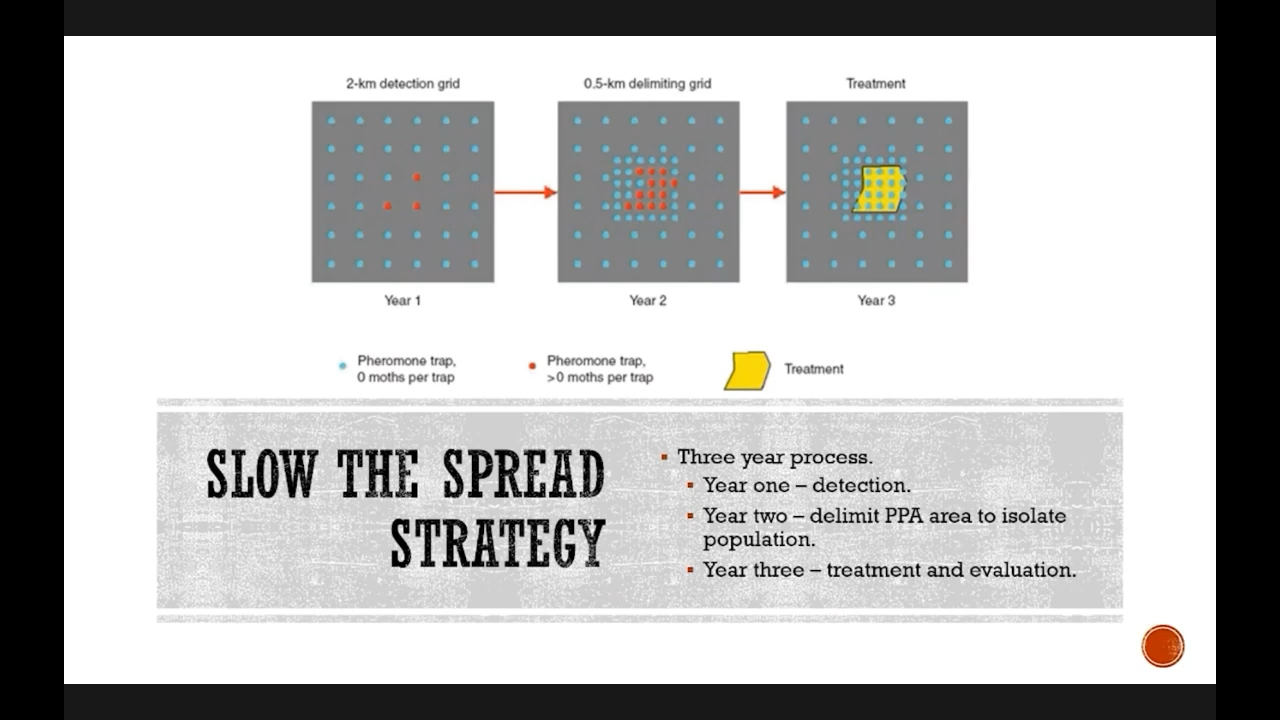 2-km detection grid
0.5-km delimiting grid
Treatment
Year 1
Year 2
Year 3
Pheromone trap,
0 moths per trap
Pheromone trap,
>0 moths per trap
Treatment
SLOW THE SPREAD
STRATEGY
Three year process.
Year one – detection.
Year two – delimit PPA area to isolate
population.
Year three – treatment and evaluation.